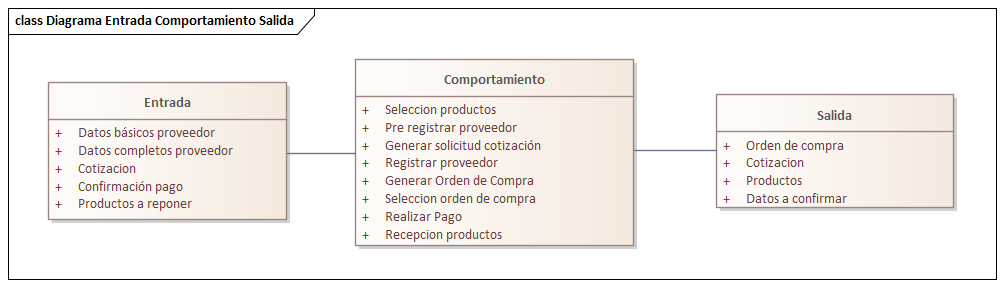 class Diagrama Entrada Comportamiento Salida
Entrada
+ Datos básicos proveedor
+ Datos completos proveedor
+ Cotizacion
+ Confirmación pago
+ Productos a reponer
Comportamiento
+ Seleccion productos
+ Pre registrar proveedor
+ Generar solicitud cotización
+ Registrar proveedor
+ Generar Orden de Compra
+ Seleccion orden de compra
+ Realizar Pago
+ Recepcion productos
Salida
+ Orden de compra
+ Cotizacion
+ Productos
+ Datos a confirmar